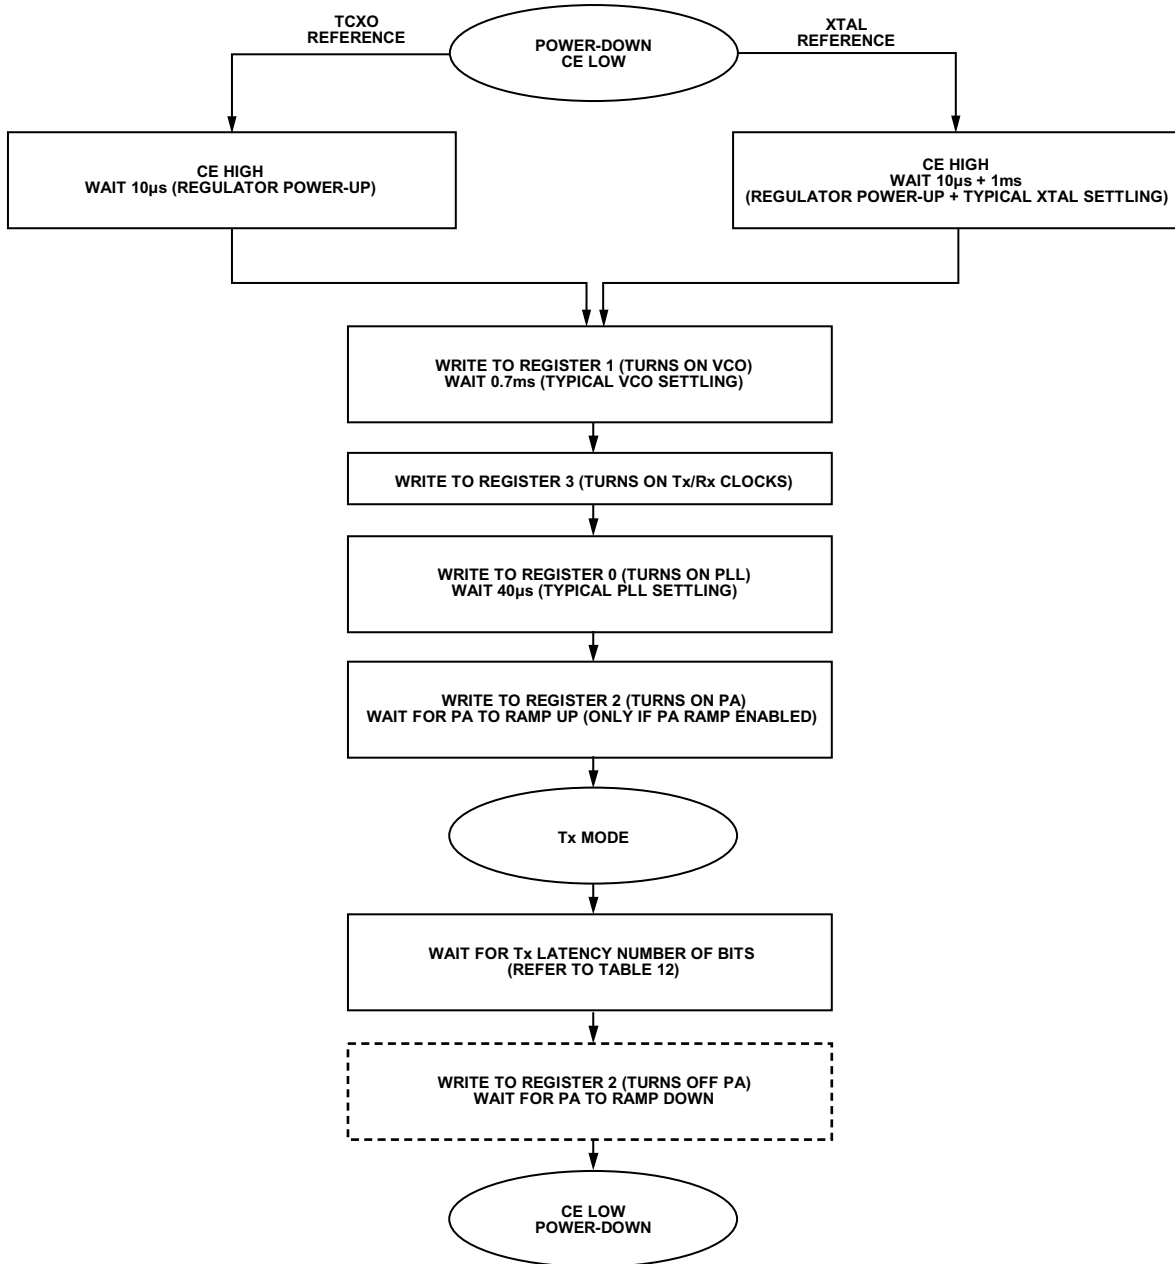 TCXO
REFERENCE
POWER-DOWN
CE LOW
XTAL
REFERENCE
CE HIGH
WAIT 10µs (REGULATOR POWER-UP)
CE HIGH
WAIT 10µs + 1ms
(REGULATOR POWER-UP + TYPICAL XTAL SETTLING)
WRITE TO REGISTER 1 (TURNS ON VCO)
WAIT 0.7ms (TYPICAL VCO SETTLING)
WRITE TO REGISTER 3 (TURNS ON Tx/Rx CLOCKS)
WRITE TO REGISTER 0 (TURNS ON PLL)
WAIT 40µs (TYPICAL PLL SETTLING)
WRITE TO REGISTER 2 (TURNS ON PA)
WAIT FOR PA TO RAMP UP (ONLY IF PA RAMP ENABLED)
Tx MODE
WAIT FOR Tx LATENCY NUMBER OF BITS
(REFER TO TABLE 12)
WRITE TO REGISTER 2 (TURNS OFF PA)
WAIT FOR PA TO RAMP DOWN
CE LOW
POWER-DOWN